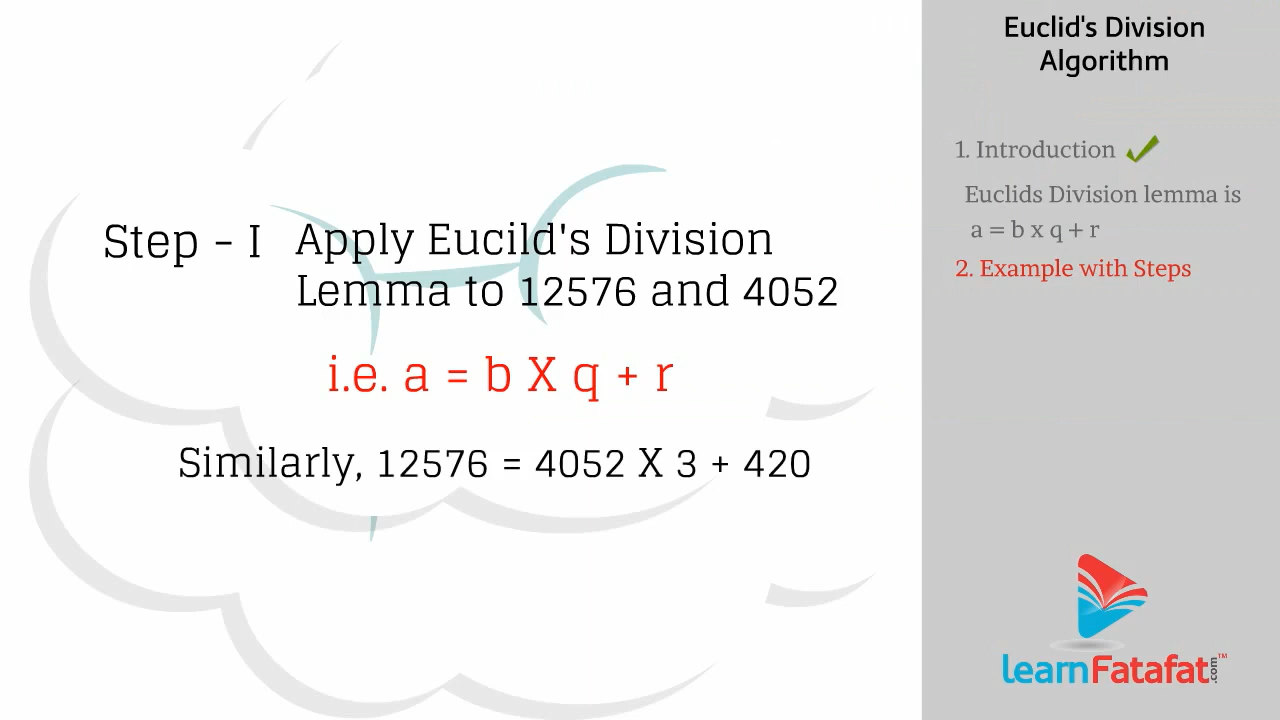 Step - I Apply Eucild's Division
Lemma to 12576 and 4052
i.e. a = b X q + r
Similarly, 12576 = 4052 X 3 + 420
Euclid's Division
Algorithm
1. Introduction
Euclids Division lemma is
a = b x q + r
2. Example with Steps
learnFatafat.com™